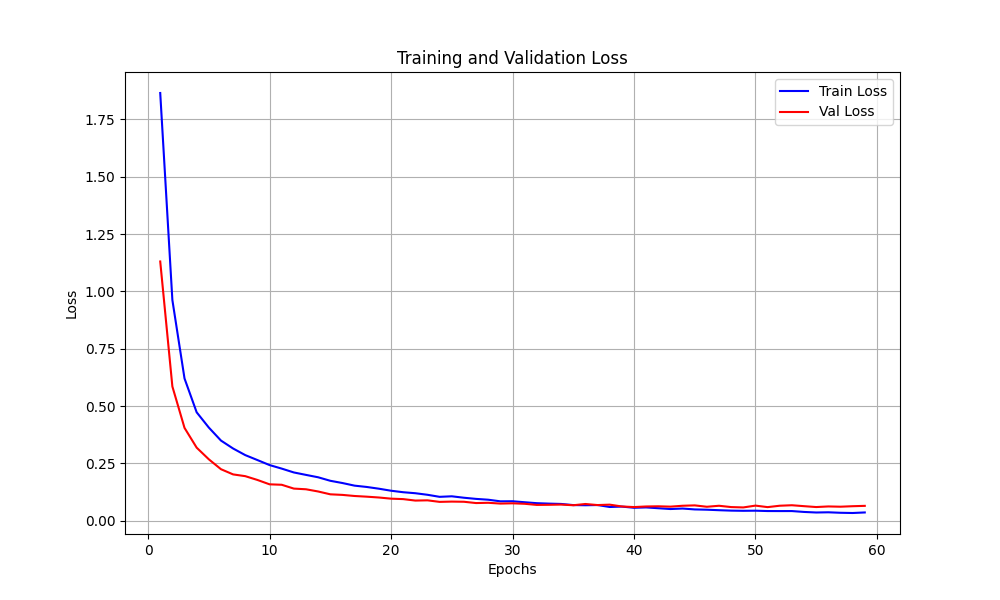 Training and Validation Loss
Train Loss
Val Loss
1.75
1.50
1.25
1.00
0.75
0.50
0.25
0.00
Loss
0 10 20 30 40 50 60
Epochs